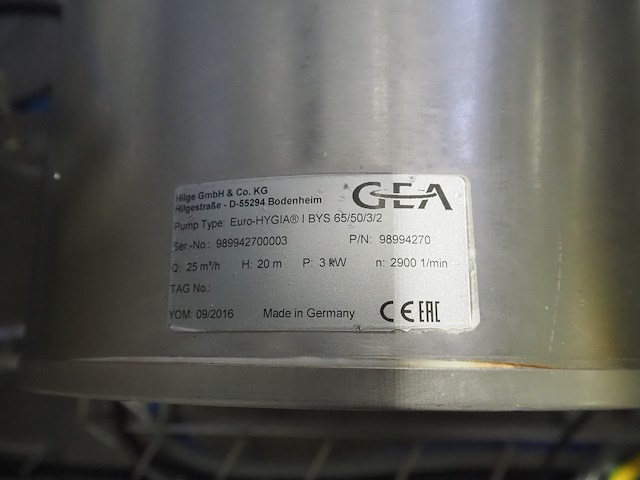 Hilge GmbH & Co. KG
Hilgestraße - D-55294 Bodenheim
GEA
Pump Type: Euro-HYGIA® I BYS 65/50/3/2
Ser.-No.: 989942700003 P/N: 98994270
Q: 25 m³/h H: 20 m P: 3 kW n: 2900 1/min
TAG No.:
YOM: 09/2016 Made in Germany CE EAC